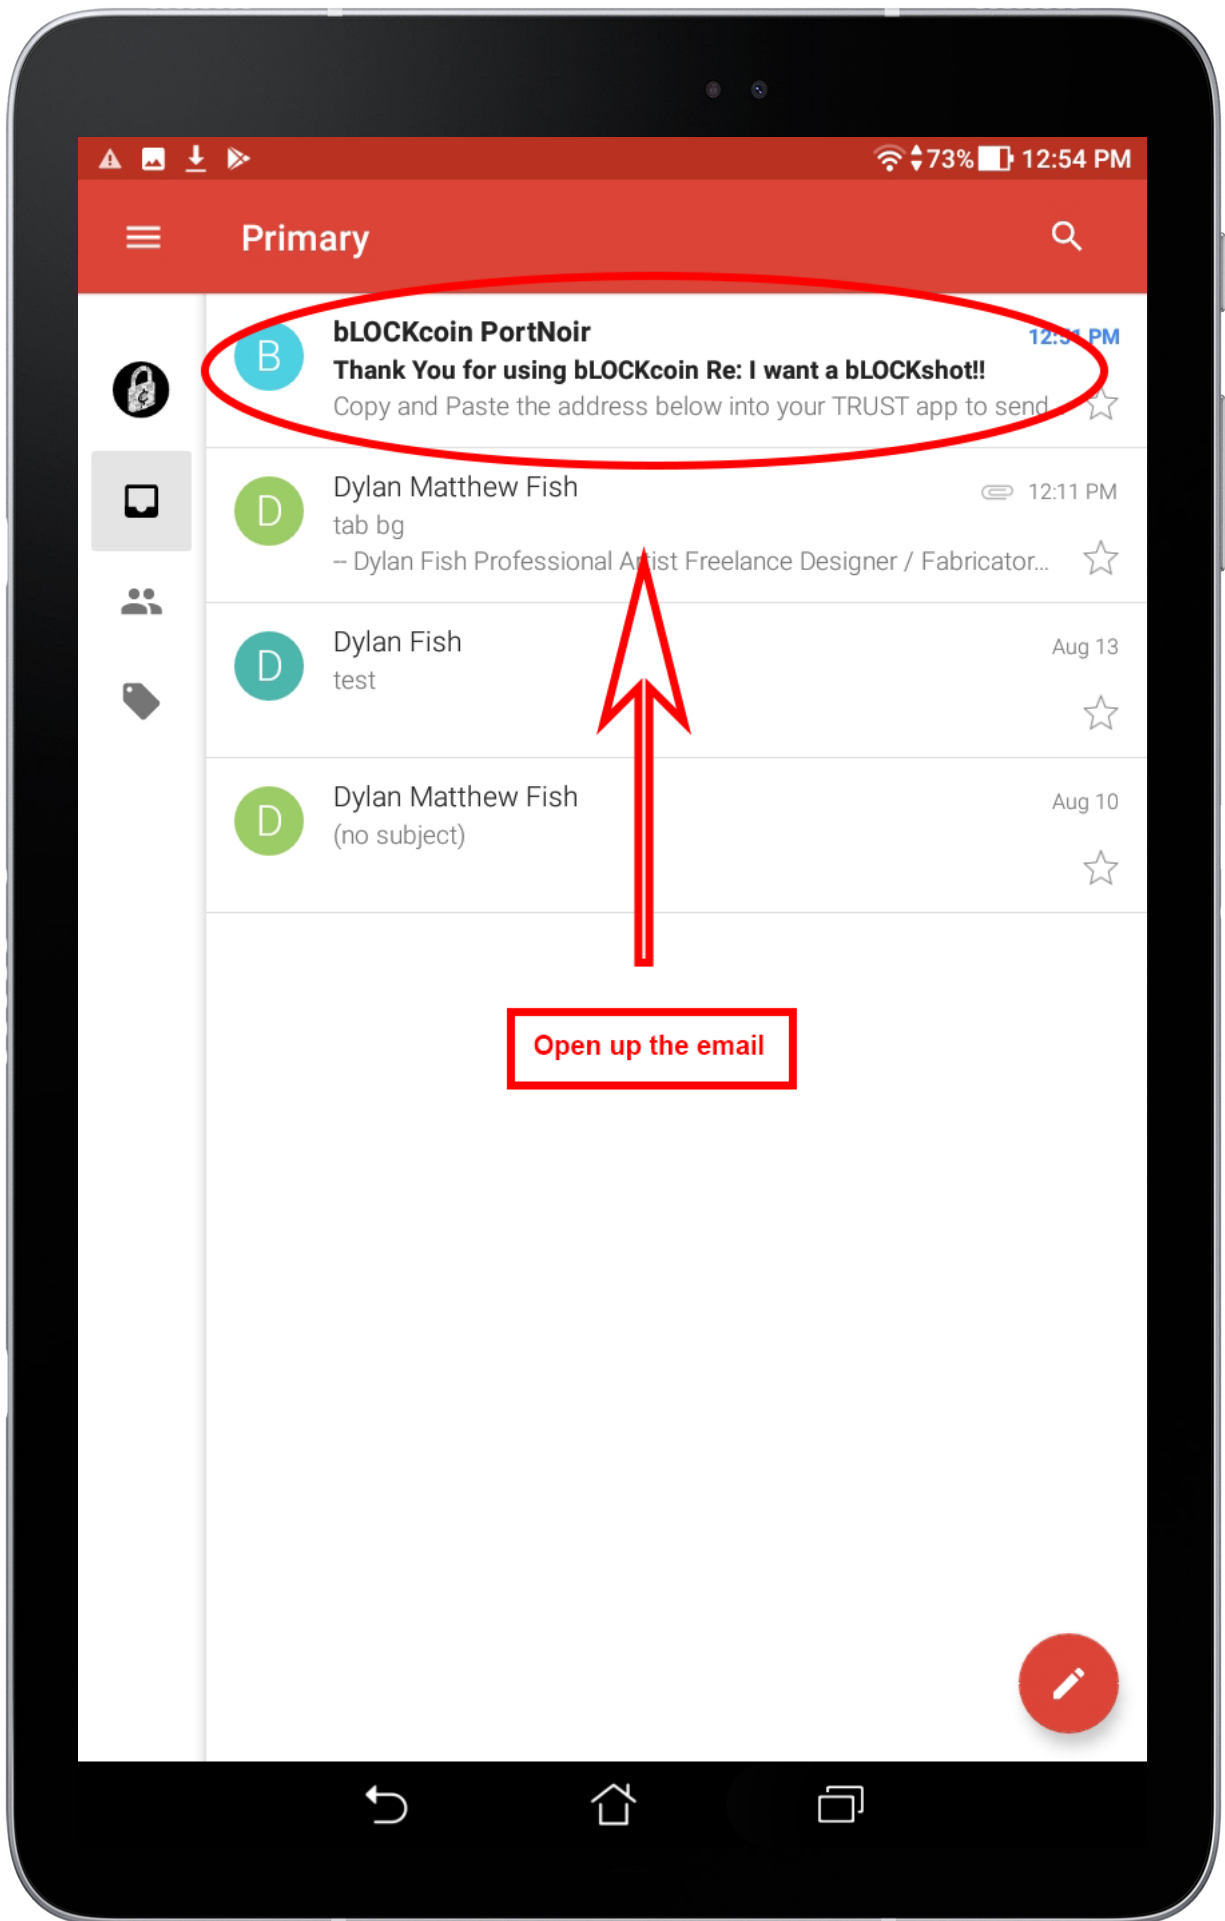 73% 12:54 PM
Primary
B
bLOCKcoin PortNoir
12:51 PM
Thank You for using bLOCKcoin Re: I want a bLOCKshot!!
Copy and Paste the address below into your TRUST app to send
D
Dylan Matthew Fish
12:11 PM
tab bg
-- Dylan Fish Professional Artist Freelance Designer / Fabricator...
D
Dylan Fish
Aug 13
test
D
Dylan Matthew Fish
Aug 10
(no subject)
Open up the email